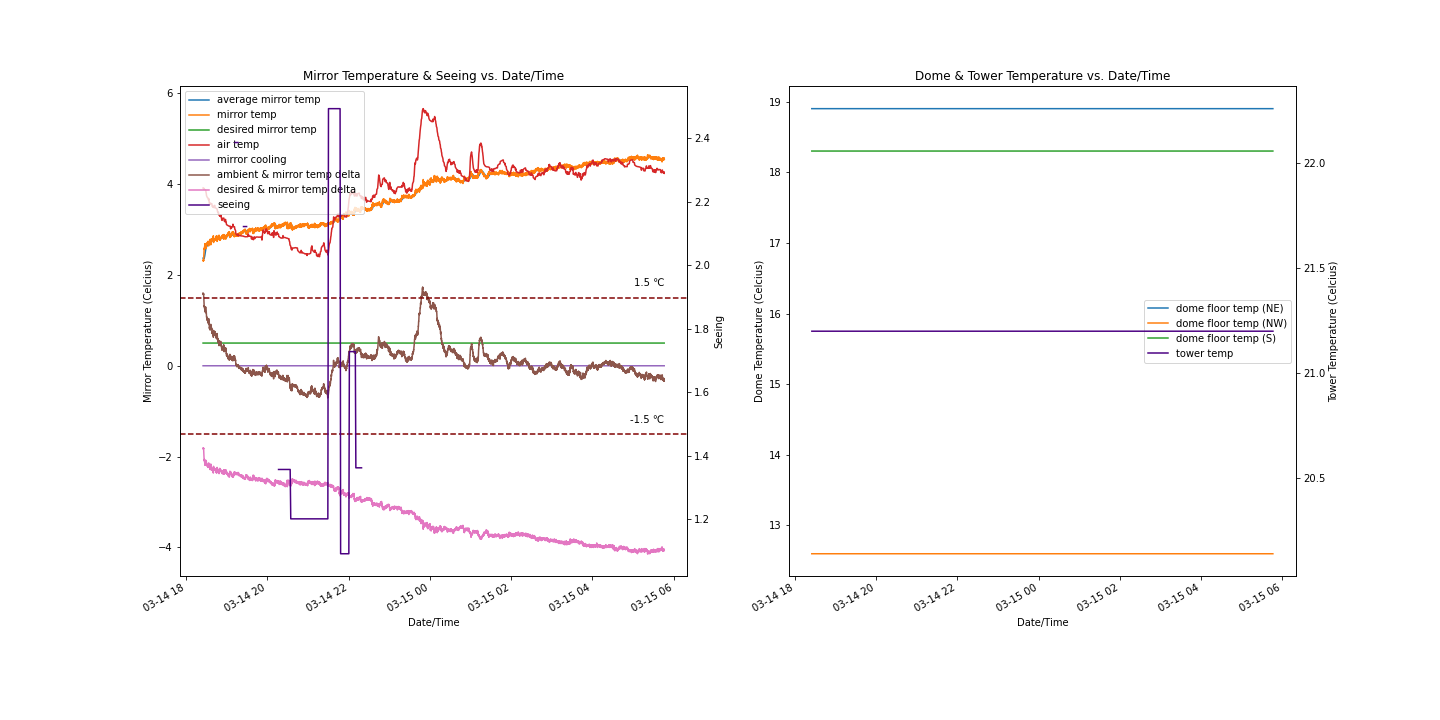 Mirror Temperature & Seeing vs. Date/Time
6
4
2
0
−2
−4
Mirror Temperature (Celcius)
average mirror temp
mirror temp
desired mirror temp
air temp
mirror cooling
ambient & mirror temp delta
desired & mirror temp delta
seeing
1.5 °C
-1.5 °C
2.4
2.2
2.0
1.8
1.6
1.4
1.2
Seeing
03-14 18
03-14 20
03-14 22
03-15 00
03-15 02
03-15 04
03-15 06
Date/Time
Dome & Tower Temperature vs. Date/Time
19
18
17
16
15
14
13
Dome Temperature (Celcius)
dome floor temp (NE)
dome floor temp (NW)
dome floor temp (S)
tower temp
22.0
21.5
21.0
20.5
Tower Temperature (Celcius)
03-14 18
03-14 20
03-14 22
03-15 00
03-15 02
03-15 04
03-15 06
Date/Time